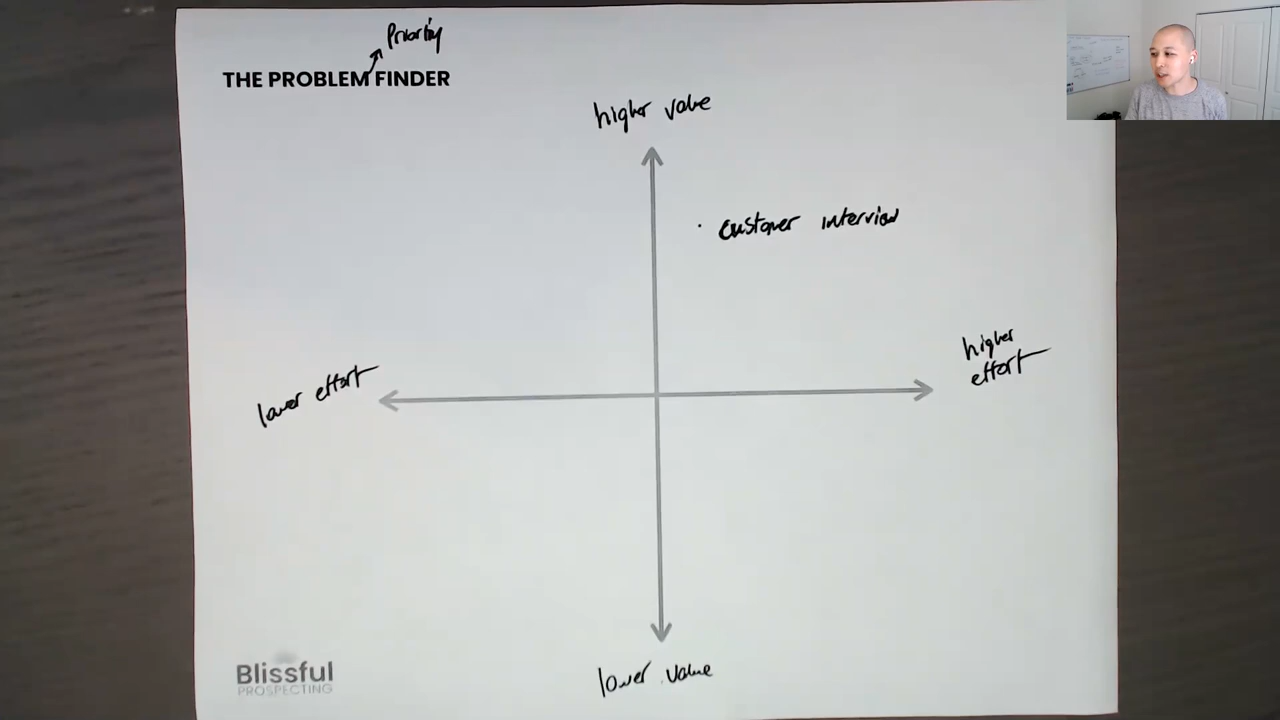 Priority
THE PROBLEM FINDER
higher value
· customer interview
higher
effort
lower effort
lower value
Blissful
PROSPECTING